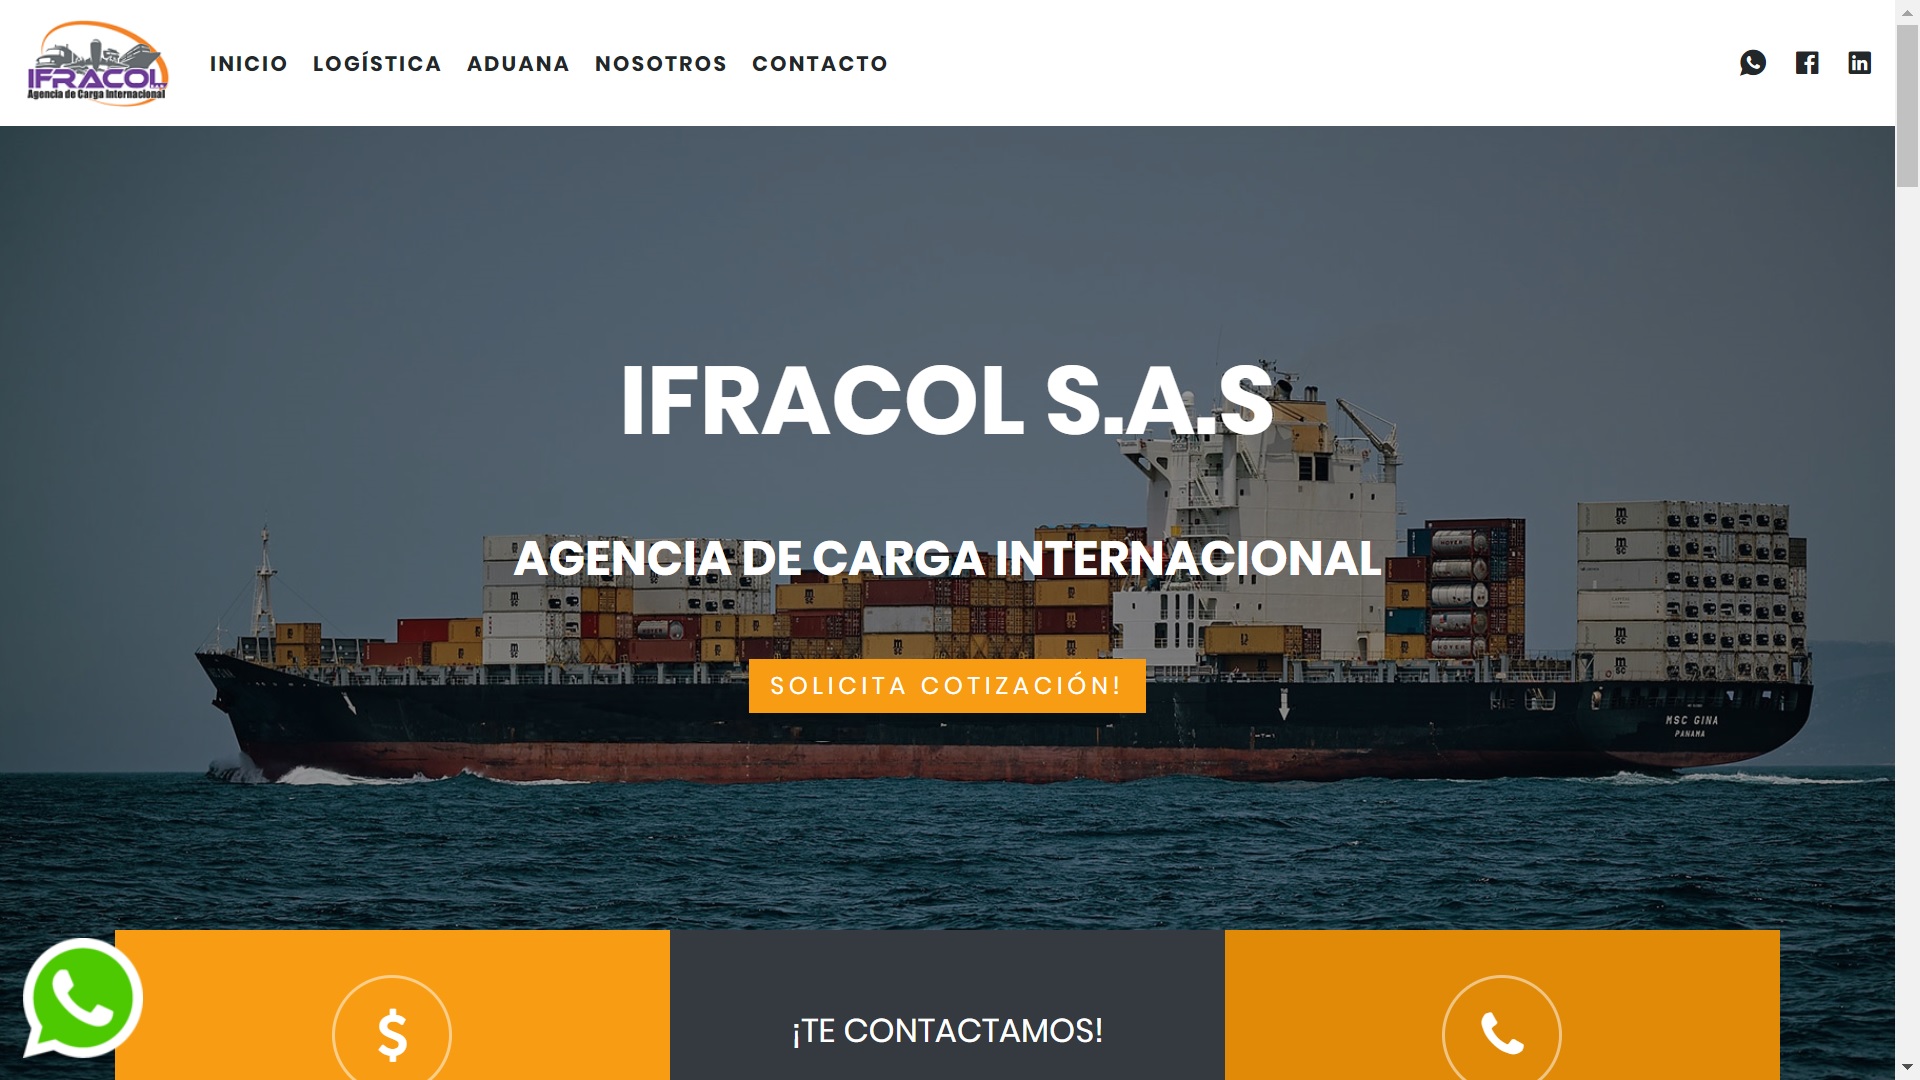 IFRACOL S.A.S
Agencia de Carga Internacional
INICIO LOGÍSTICA ADUANA NOSOTROS CONTACTO
IFRACOL S.A.S
AGENCIA DE CARGA INTERNACIONAL
SOLICITA COTIZACIÓN!
MSC GINA
PANAMA
¡TE CONTACTAMOS!